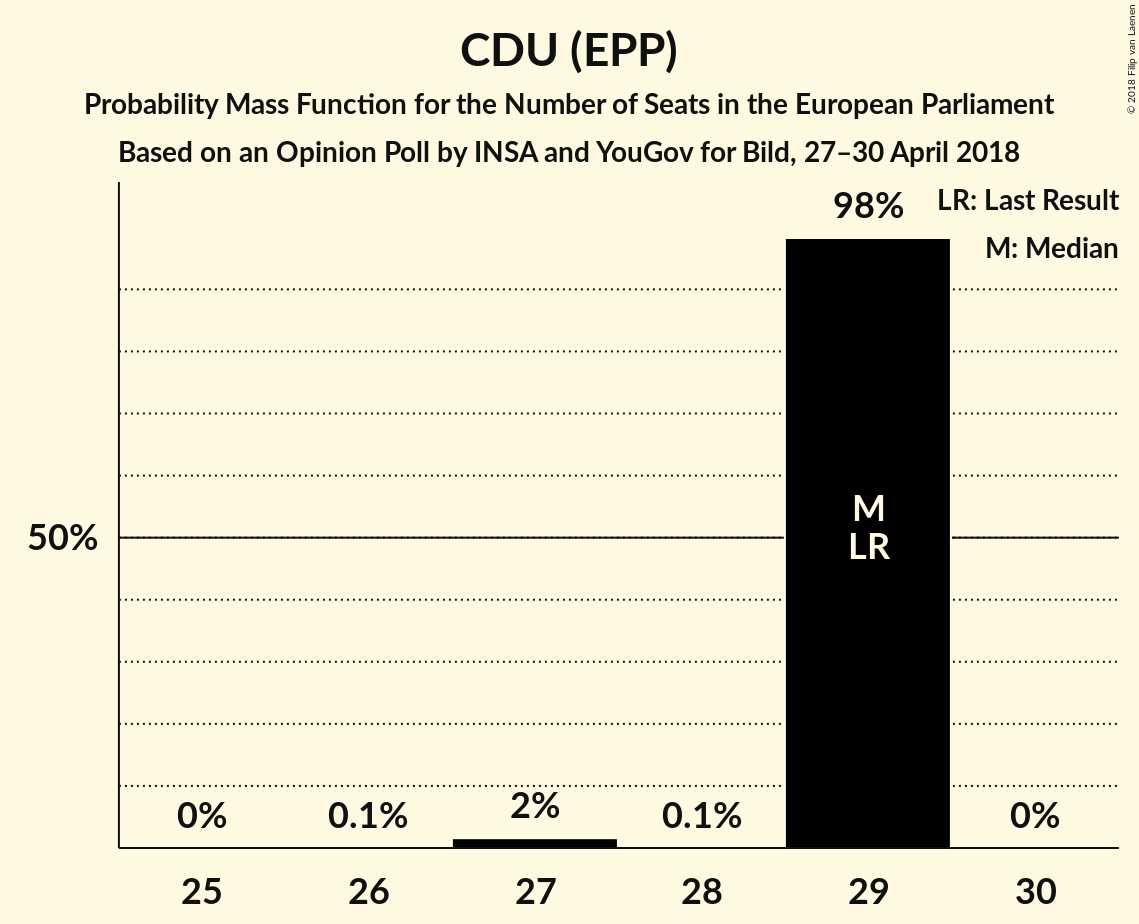 CDU (EPP)
Probability Mass Function for the Number of Seats in the European Parliament
Based on an Opinion Poll by INSA and YouGov for Bild, 27–30 April 2018
© 2018 Filip van Laenen
LR: Last Result
M: Median
98%
50%
M
LR
0%
0.1%
2%
0.1%
0%
25
26
27
28
29
30